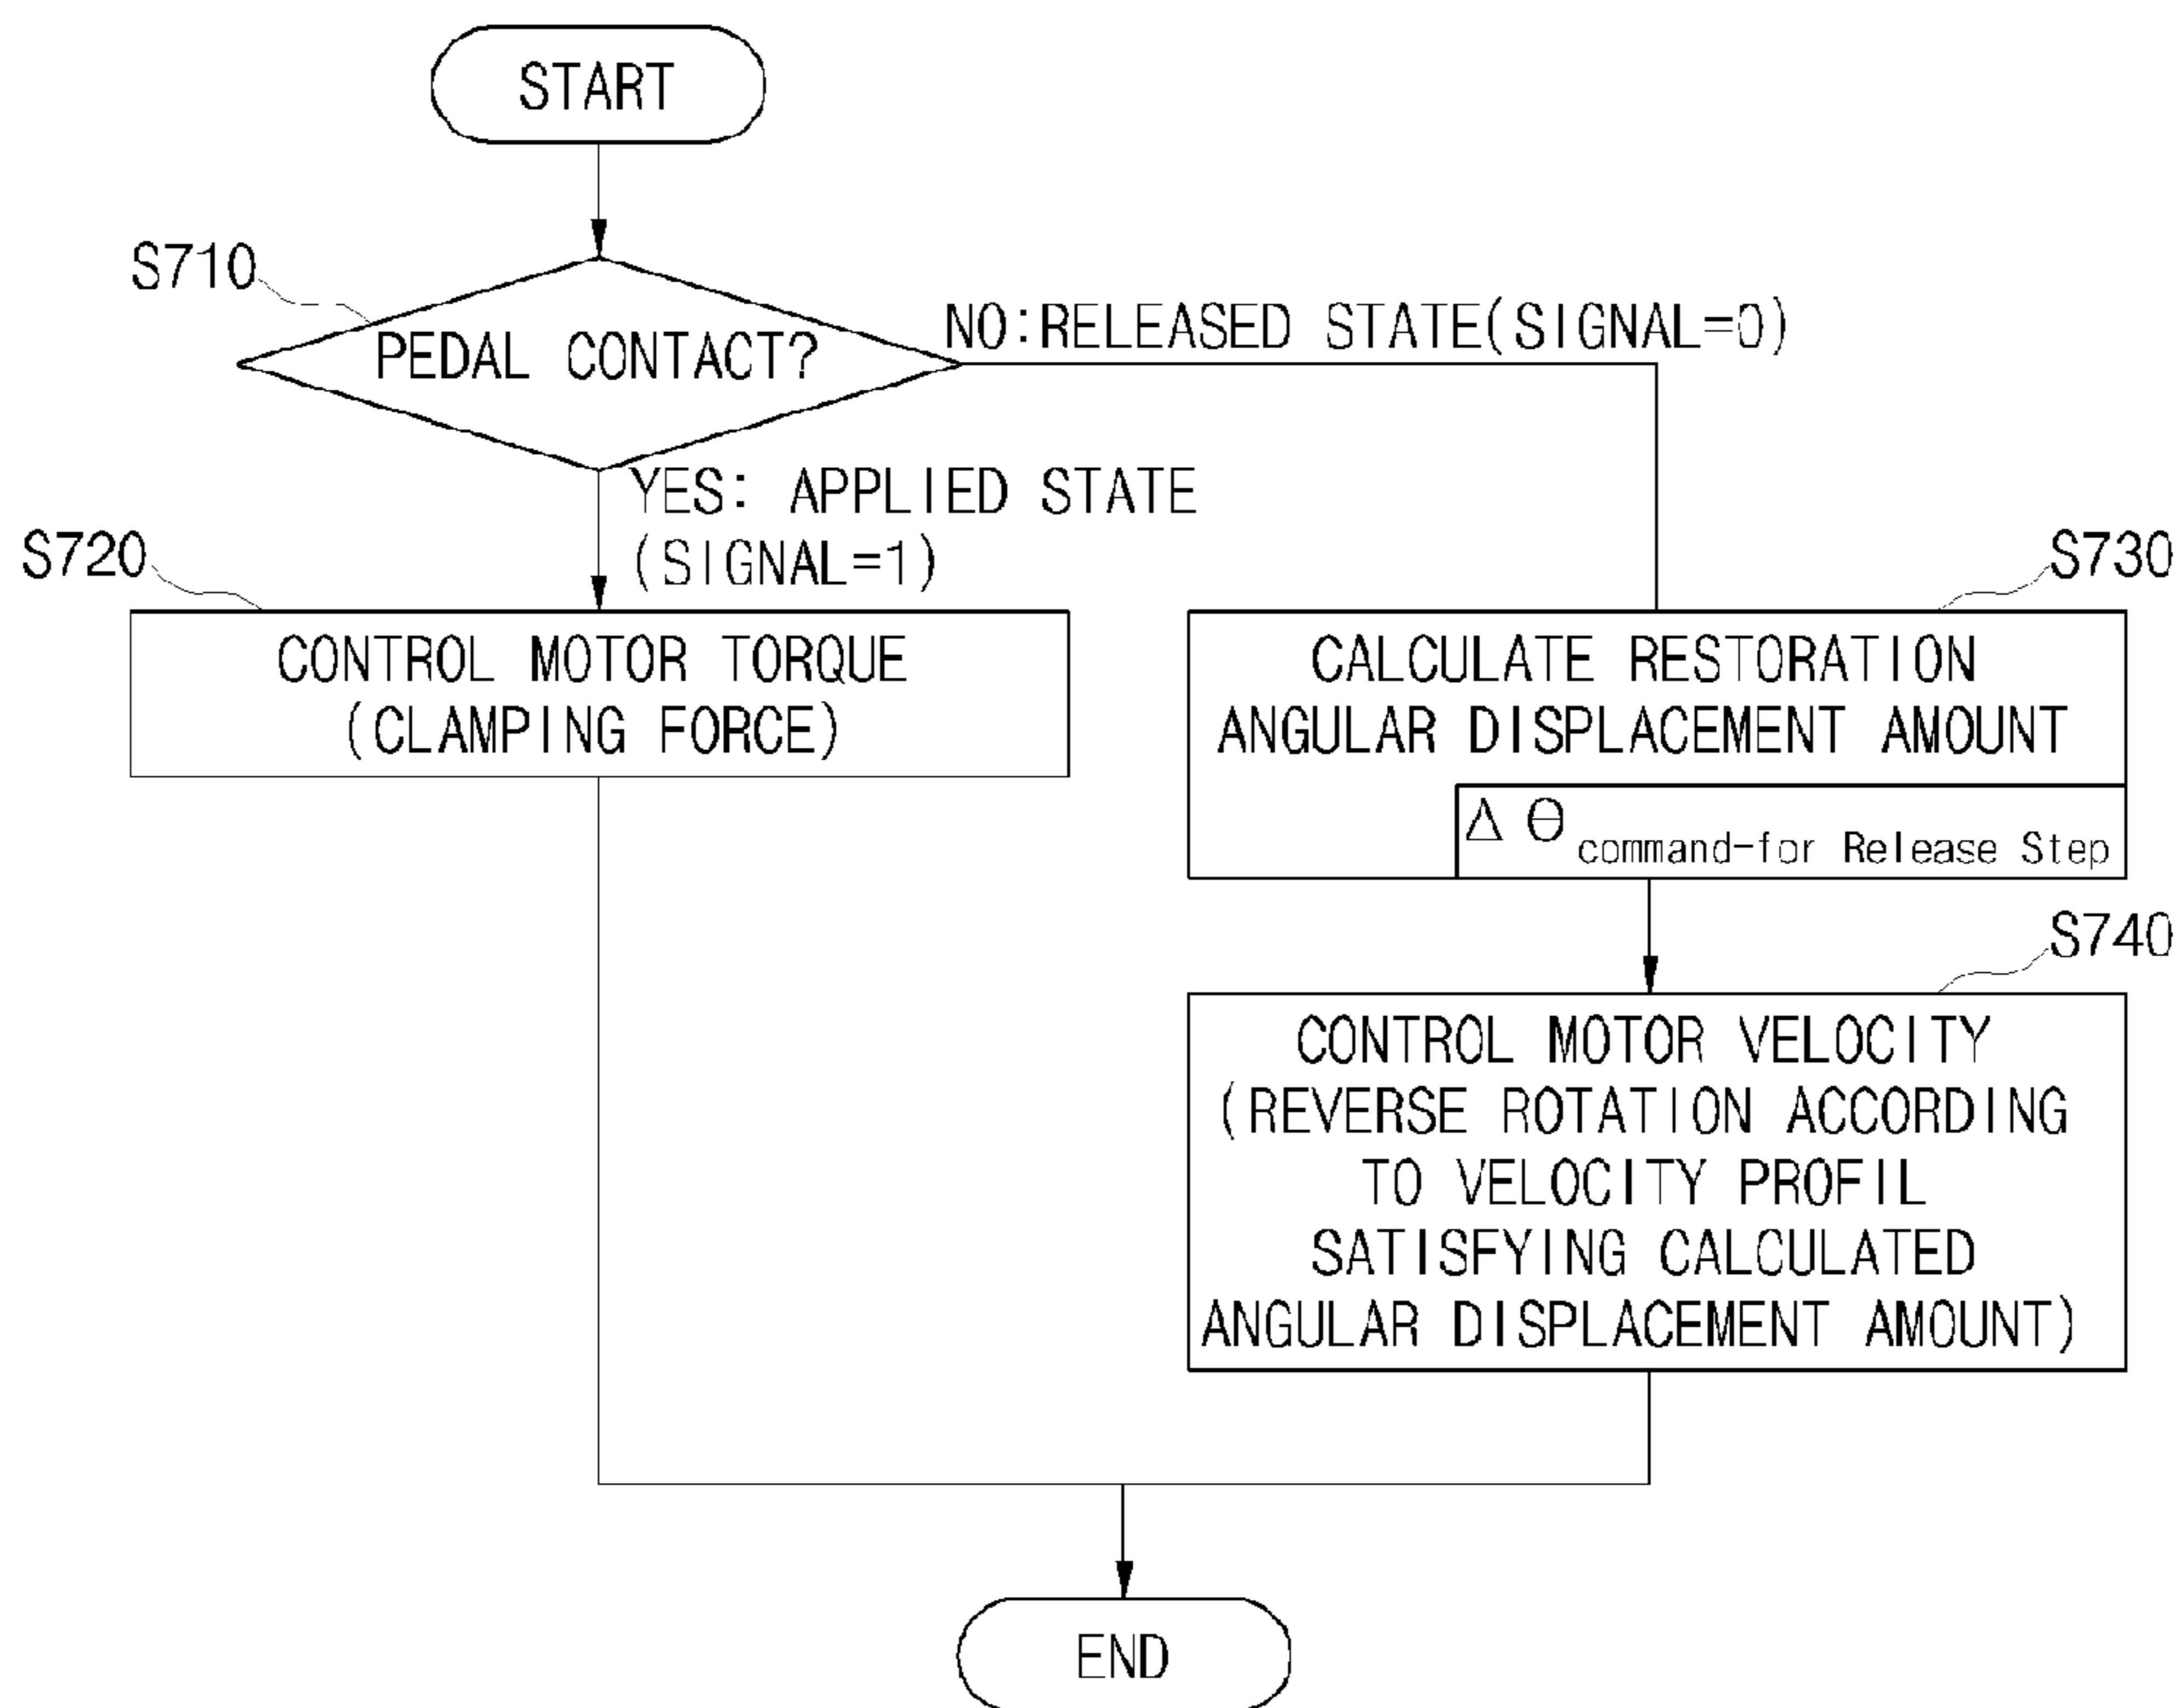 START
S710
PEDAL CONTACT?
NO:RELEASED STATE(SIGNAL=0)
YES: APPLIED STATE
(SIGNAL=1)
S720
CONTROL MOTOR TORQUE
(CLAMPING FORCE)
S730
CALCULATE RESTORATION
ANGULAR DISPLACEMENT AMOUNT
Δ θ command-for Release Step
S740
CONTROL MOTOR VELOCITY
(REVERSE ROTATION ACCORDING
TO VELOCITY PROFIL
SATISFYING CALCULATED
ANGULAR DISPLACEMENT AMOUNT)
END